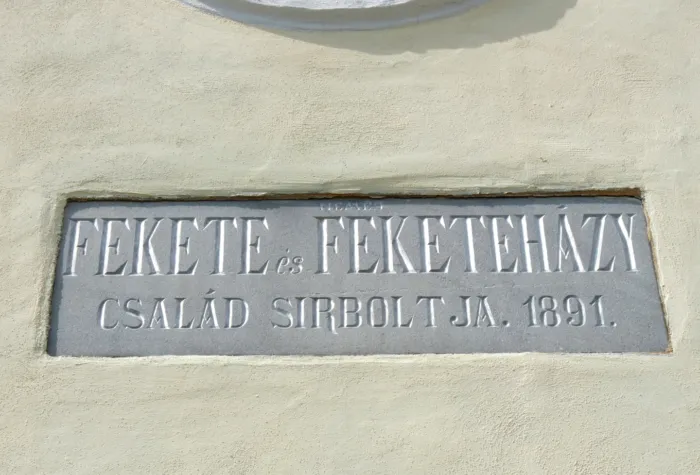 FEKETE és FEKETEHÁZY
CSALÁD SIRBOLTJA. 1891.